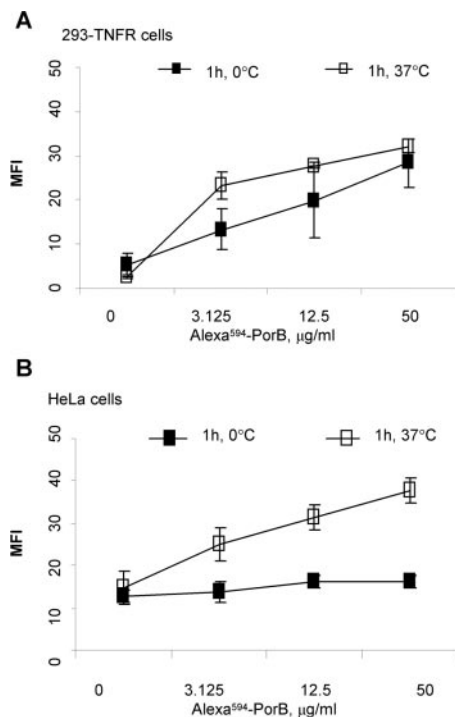 A
293-TNFR cells
1h, 0°C 1h, 37°C
50
40
30
20
10
0
MFI
0 3.125 12.5 50
Alexa⁵⁹⁴-PorB, μg/ml
B
HeLa cells
1h, 0°C 1h, 37°C
50
40
30
20
10
0
MFI
0 3.125 12.5 50
Alexa⁵⁹⁴-PorB, μg/ml